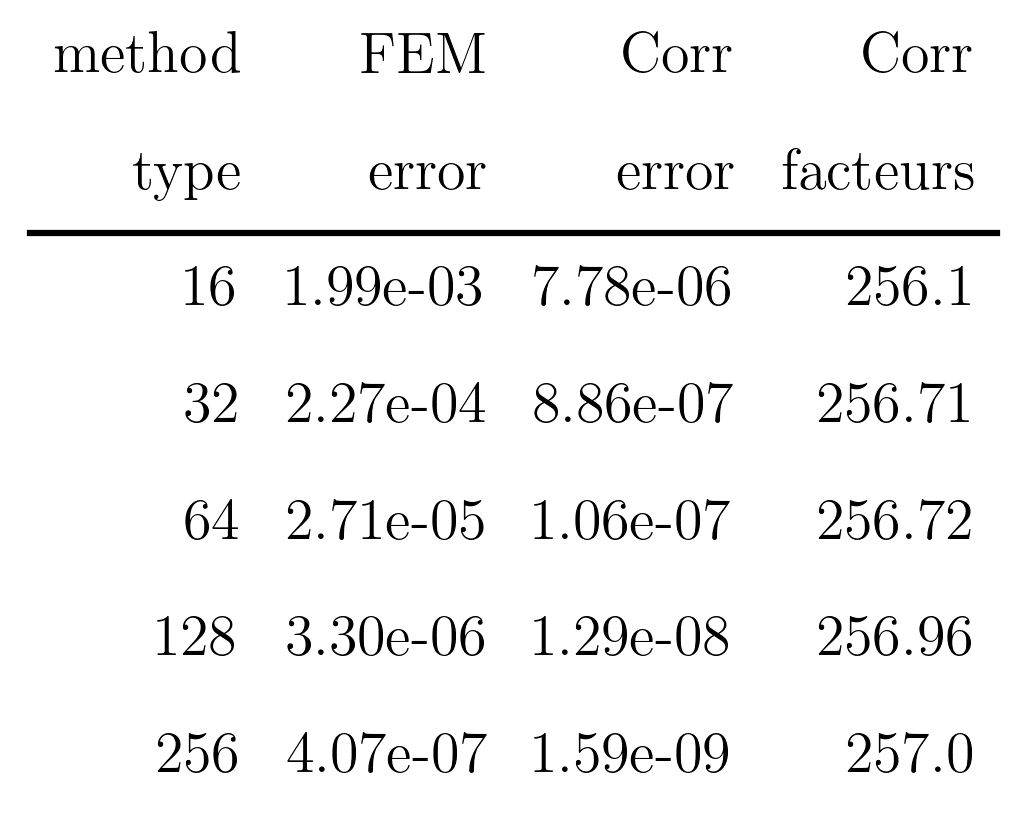 method FEM Corr Corr
type error error facteurs
16 1.99e-03 7.78e-06 256.1
32 2.27e-04 8.86e-07 256.71
64 2.71e-05 1.06e-07 256.72
128 3.30e-06 1.29e-08 256.96
256 4.07e-07 1.59e-09 257.0